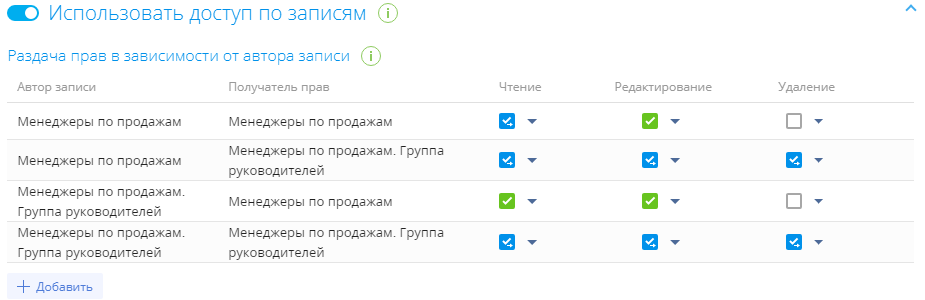 Использовать доступ по записям
Раздача прав в зависимости от автора записи
Автор записи Получатель прав Чтение Редактирование Удаление
Менеджеры по продажам Менеджеры по продажам
Менеджеры по продажам Менеджеры по продажам. Группа
руководителей
Менеджеры по продажам.
Группа руководителей Менеджеры по продажам
Менеджеры по продажам. Менеджеры по продажам. Группа
Группа руководителей руководителей
Добавить